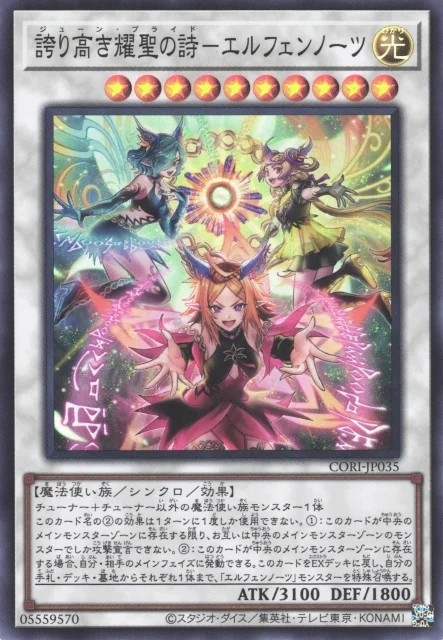 ジューン・プライド
誇り高き耀聖の詩－エルフェンノーツ
ひかり
光
CORI-JP035
【魔法使い族／シンクロ／効果】
チューナー＋チューナー以外の魔法使い族モンスター1体
このカード名の②の効果は1ターンに1度しか使用できない。①：このカードが中央の
メインモンスターゾーンに存在する限り、お互いは中央のメインモンスターゾーンのモンス
ターでしか攻撃宣言できない。②：このカードが中央のメインモンスターゾーンに存在す
る場合、自分・相手のメインフェイズに発動できる。このカードをEXデッキに戻し、自分の
手札・デッキ・墓地からそれぞれ1体まで、「エルフェンノーツ」モンスターを特殊召喚する。
ATK/3100 DEF/1800
05559570
©スタジオ・ダイス／集英社・テレビ東京・KONAMI